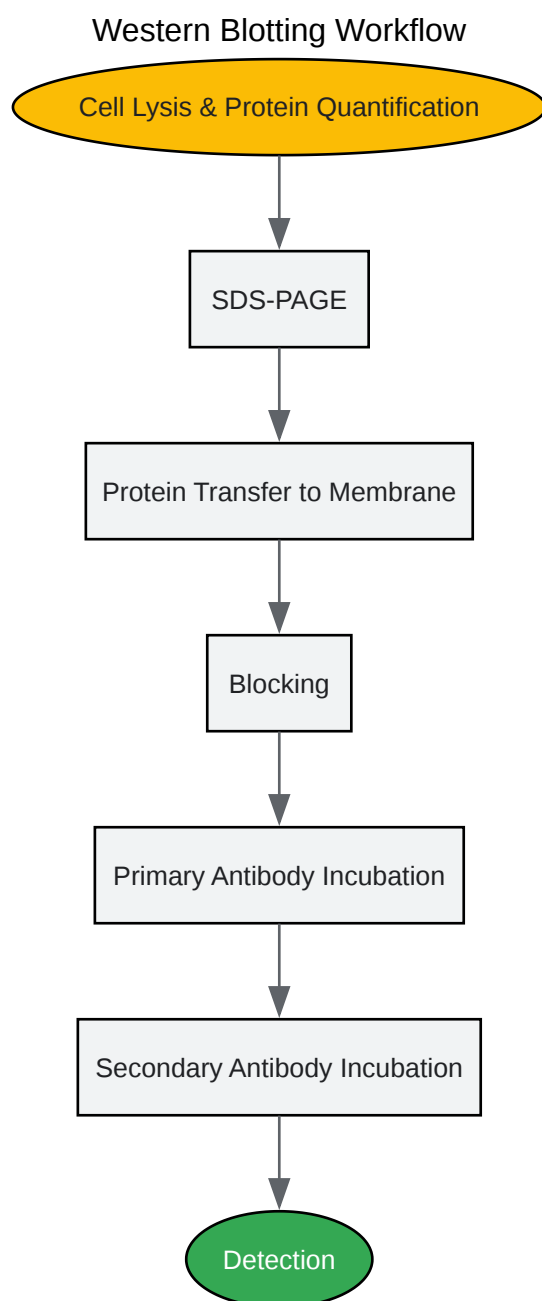 Western Blotting Workflow
Cell Lysis & Protein Quantification
SDS-PAGE
Protein Transfer to Membrane
Blocking
Primary Antibody Incubation
Secondary Antibody Incubation
Detection